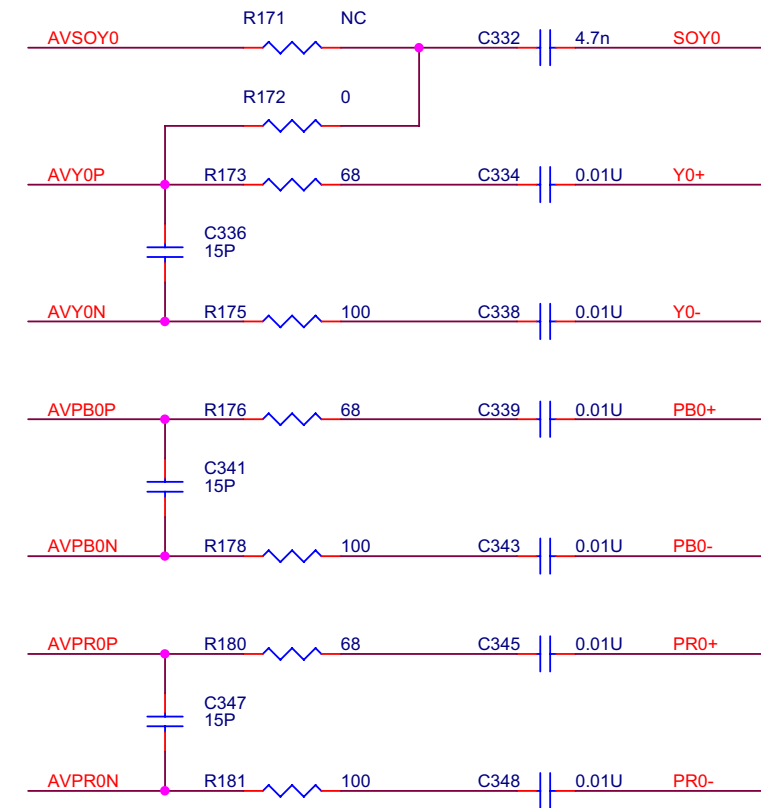 R171 NC
AVSOY0 C332 4.7n SOY0
R172 0
AVY0P R173 68 C334 0.01U Y0+
C336
15P
AVY0N R175 100 C338 0.01U Y0-
AVPB0P R176 68 C339 0.01U PB0+
C341
15P
AVPB0N R178 100 C343 0.01U PB0-
AVPR0P R180 68 C345 0.01U PR0+
C347
15P
AVPR0N R181 100 C348 0.01U PR0-